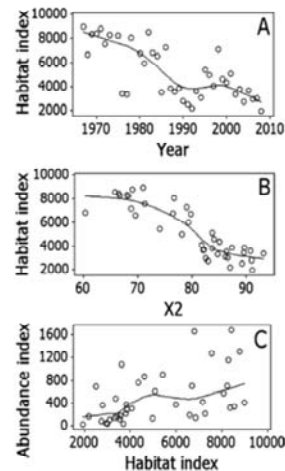 A
Habitat index
8000
6000
4000
2000
1970 1980 1990 2000 2010
Year
B
Habitat index
10000
8000
6000
4000
2000
60 70 80 90
X2
C
Abundance index
1600
1200
800
400
0
2000 4000 6000 8000 10000
Habitat index